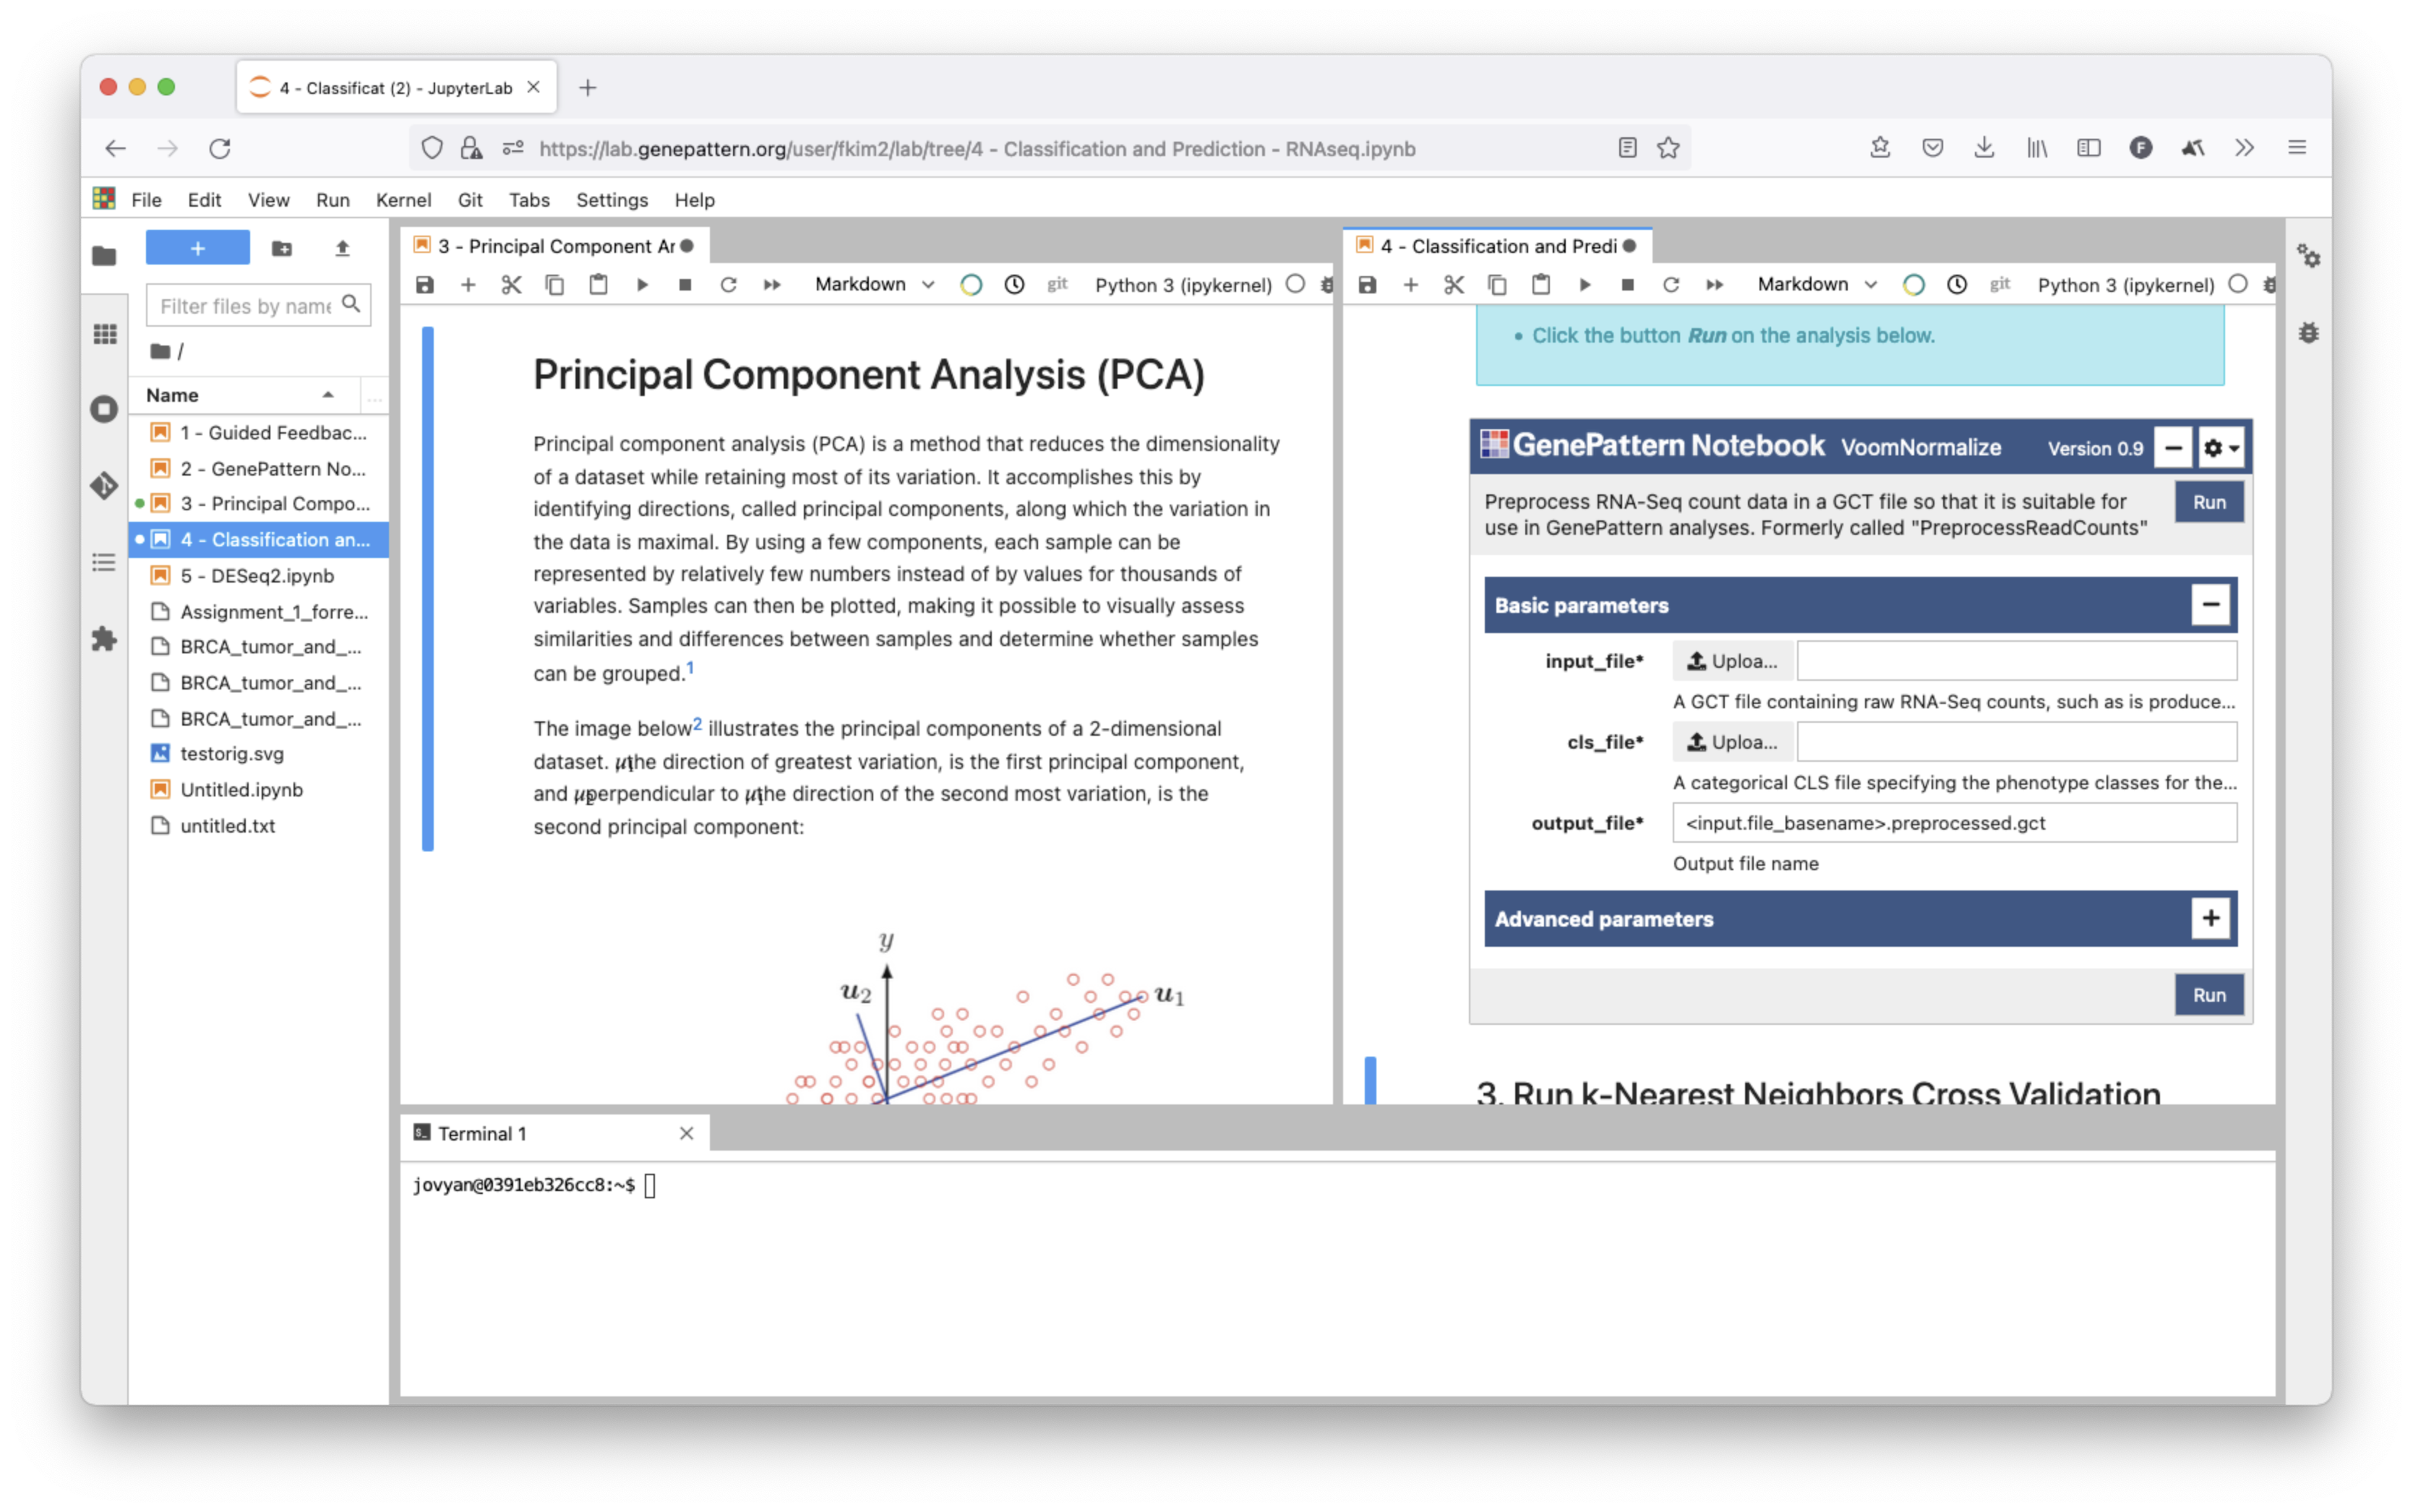 4 - Classificat (2) - JupyterLab
https://lab.genepattern.org/user/fkim2/lab/tree/4 - Classification and Prediction - RNAseq.ipynb
F
File Edit View Run Kernel Git Tabs Settings Help
+
Filter files by name
/
Name
...
1 - Guided Feedbac...
2 - GenePattern No...
3 - Principal Compo...
4 - Classification an...
5 - DESeq2.ipynb
Assignment_1_forre...
BRCA_tumor_and_...
BRCA_tumor_and_...
BRCA_tumor_and_...
testorig.svg
Untitled.ipynb
untitled.txt
3 - Principal Component Ar
Markdown git Python 3 (ipykernel)
Principal Component Analysis (PCA)
Principal component analysis (PCA) is a method that reduces the dimensionality
of a dataset while retaining most of its variation. It accomplishes this by
identifying directions, called principal components, along which the variation in
the data is maximal. By using a few components, each sample can be
represented by relatively few numbers instead of by values for thousands of
variables. Samples can then be plotted, making it possible to visually assess
similarities and differences between samples and determine whether samples
can be grouped.1
The image below2 illustrates the principal components of a 2-dimensional
dataset. u1 the direction of greatest variation, is the first principal component,
and u2 perpendicular to u1 the direction of the second most variation, is the
second principal component:
y
u2
u1
4 - Classification and Predi
Markdown git Python 3 (ipykernel)
• Click the button Run on the analysis below.
GenePattern Notebook VoomNormalize Version 0.9
Preprocess RNA-Seq count data in a GCT file so that it is suitable for
use in GenePattern analyses. Formerly called "PreprocessReadCounts"
Run
Basic parameters
input_file* Uploa...
A GCT file containing raw RNA-Seq counts, such as is produce...
cls_file* Uploa...
A categorical CLS file specifying the phenotype classes for the...
output_file* <input.file_basename>.preprocessed.gct
Output file name
Advanced parameters
Run
3. Run k-Nearest Neighbors Cross Validation
Terminal 1
jovyan@0391eb326cc8:~$